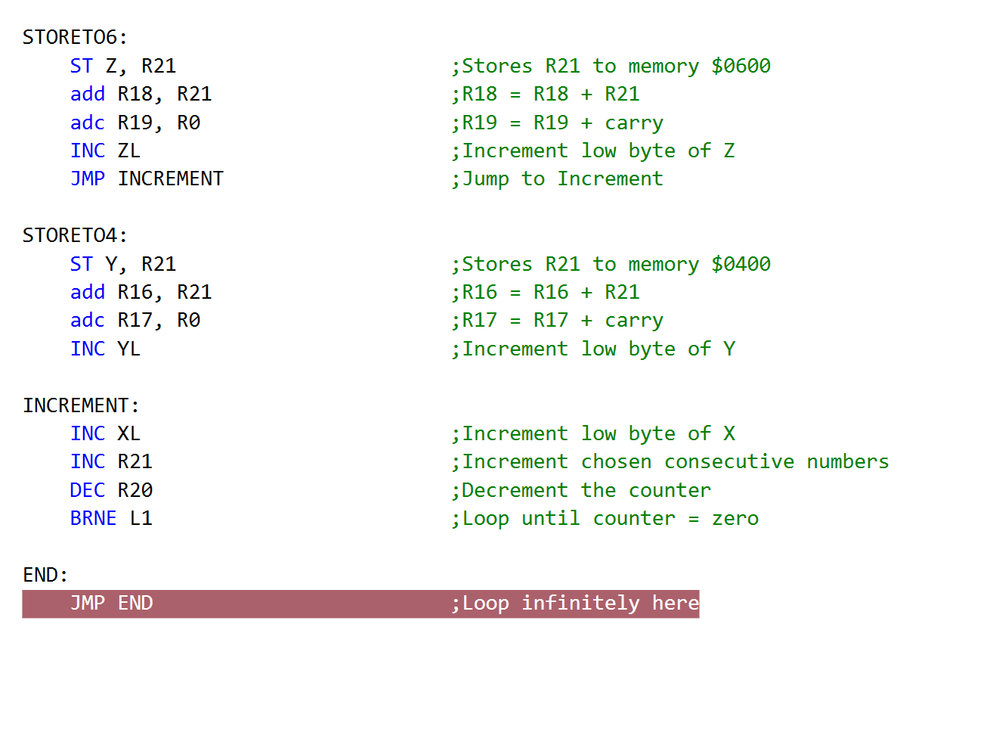 STORETO6:
ST Z, R21 ;Stores R21 to memory $0600
add R18, R21 ;R18 = R18 + R21
adc R19, R0 ;R19 = R19 + carry
INC ZL ;Increment low byte of Z
JMP INCREMENT ;Jump to Increment
STORETO4:
ST Y, R21 ;Stores R21 to memory $0400
add R16, R21 ;R16 = R16 + R21
adc R17, R0 ;R17 = R17 + carry
INC YL ;Increment low byte of Y
INCREMENT:
INC XL ;Increment low byte of X
INC R21 ;Increment chosen consecutive numbers
DEC R20 ;Decrement the counter
BRNE L1 ;Loop until counter = zero
END:
JMP END ;Loop infinitely here